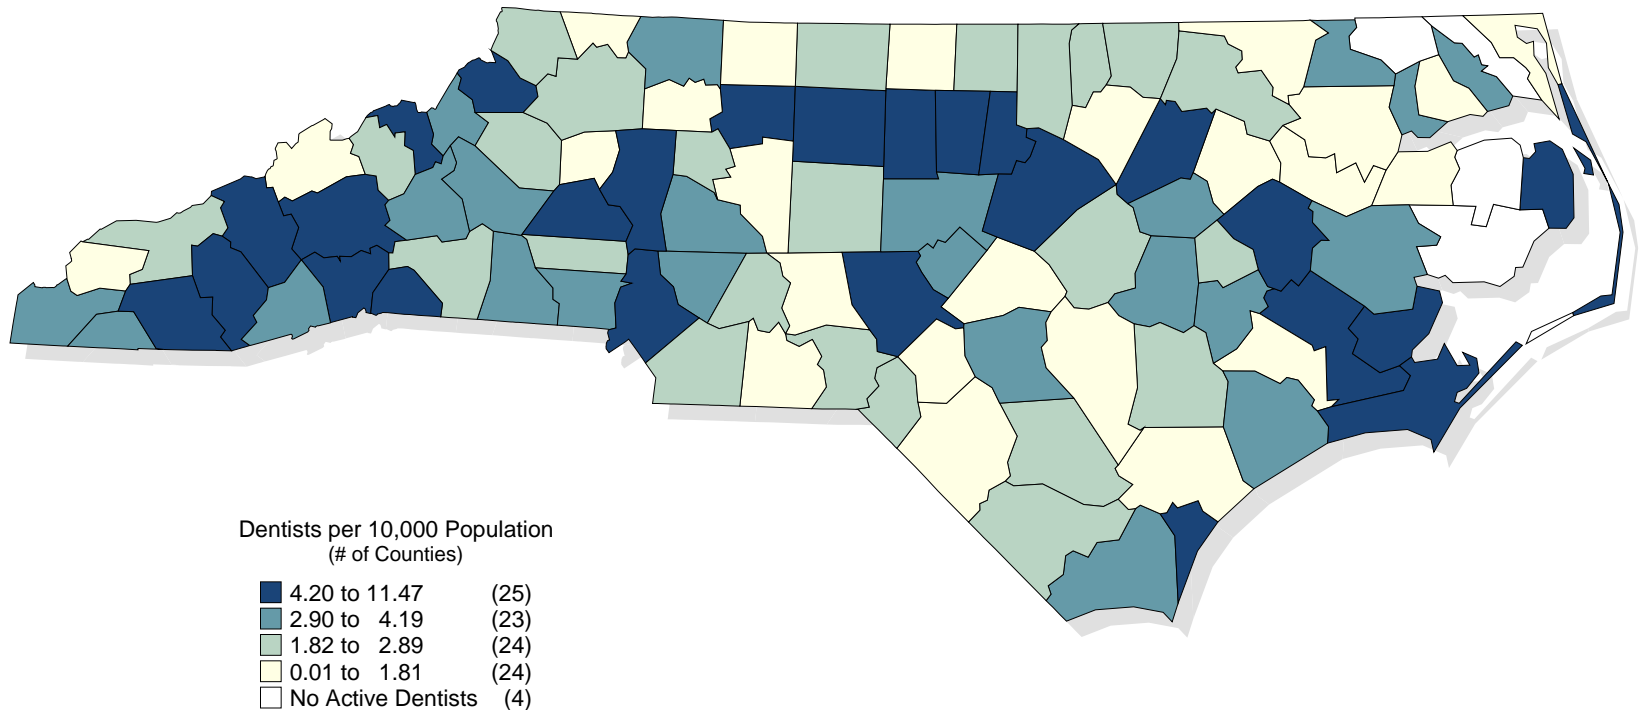 Dentists per 10,000 Population
(# of Counties)
4.20 to 11.47 (25)
2.90 to 4.19 (23)
1.82 to 2.89 (24)
0.01 to 1.81 (24)
No Active Dentists (4)